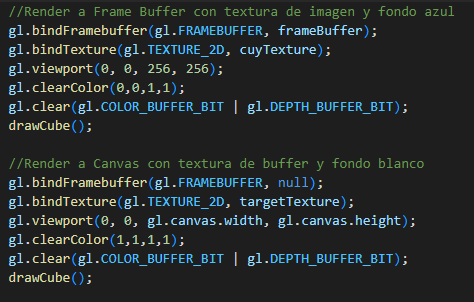 //Render a Frame Buffer con textura de imagen y fondo azul
gl.bindFramebuffer(gl.FRAMEBUFFER, frameBuffer);
gl.bindTexture(gl.TEXTURE_2D, cuyTexture);
gl.viewport(0, 0, 256, 256);
gl.clearColor(0,0,1,1);
gl.clear(gl.COLOR_BUFFER_BIT | gl.DEPTH_BUFFER_BIT);
drawCube();

//Render a Canvas con textura de buffer y fondo blanco
gl.bindFramebuffer(gl.FRAMEBUFFER, null);
gl.bindTexture(gl.TEXTURE_2D, targetTexture);
gl.viewport(0, 0, gl.canvas.width, gl.canvas.height);
gl.clearColor(1,1,1,1);
gl.clear(gl.COLOR_BUFFER_BIT | gl.DEPTH_BUFFER_BIT);
drawCube();